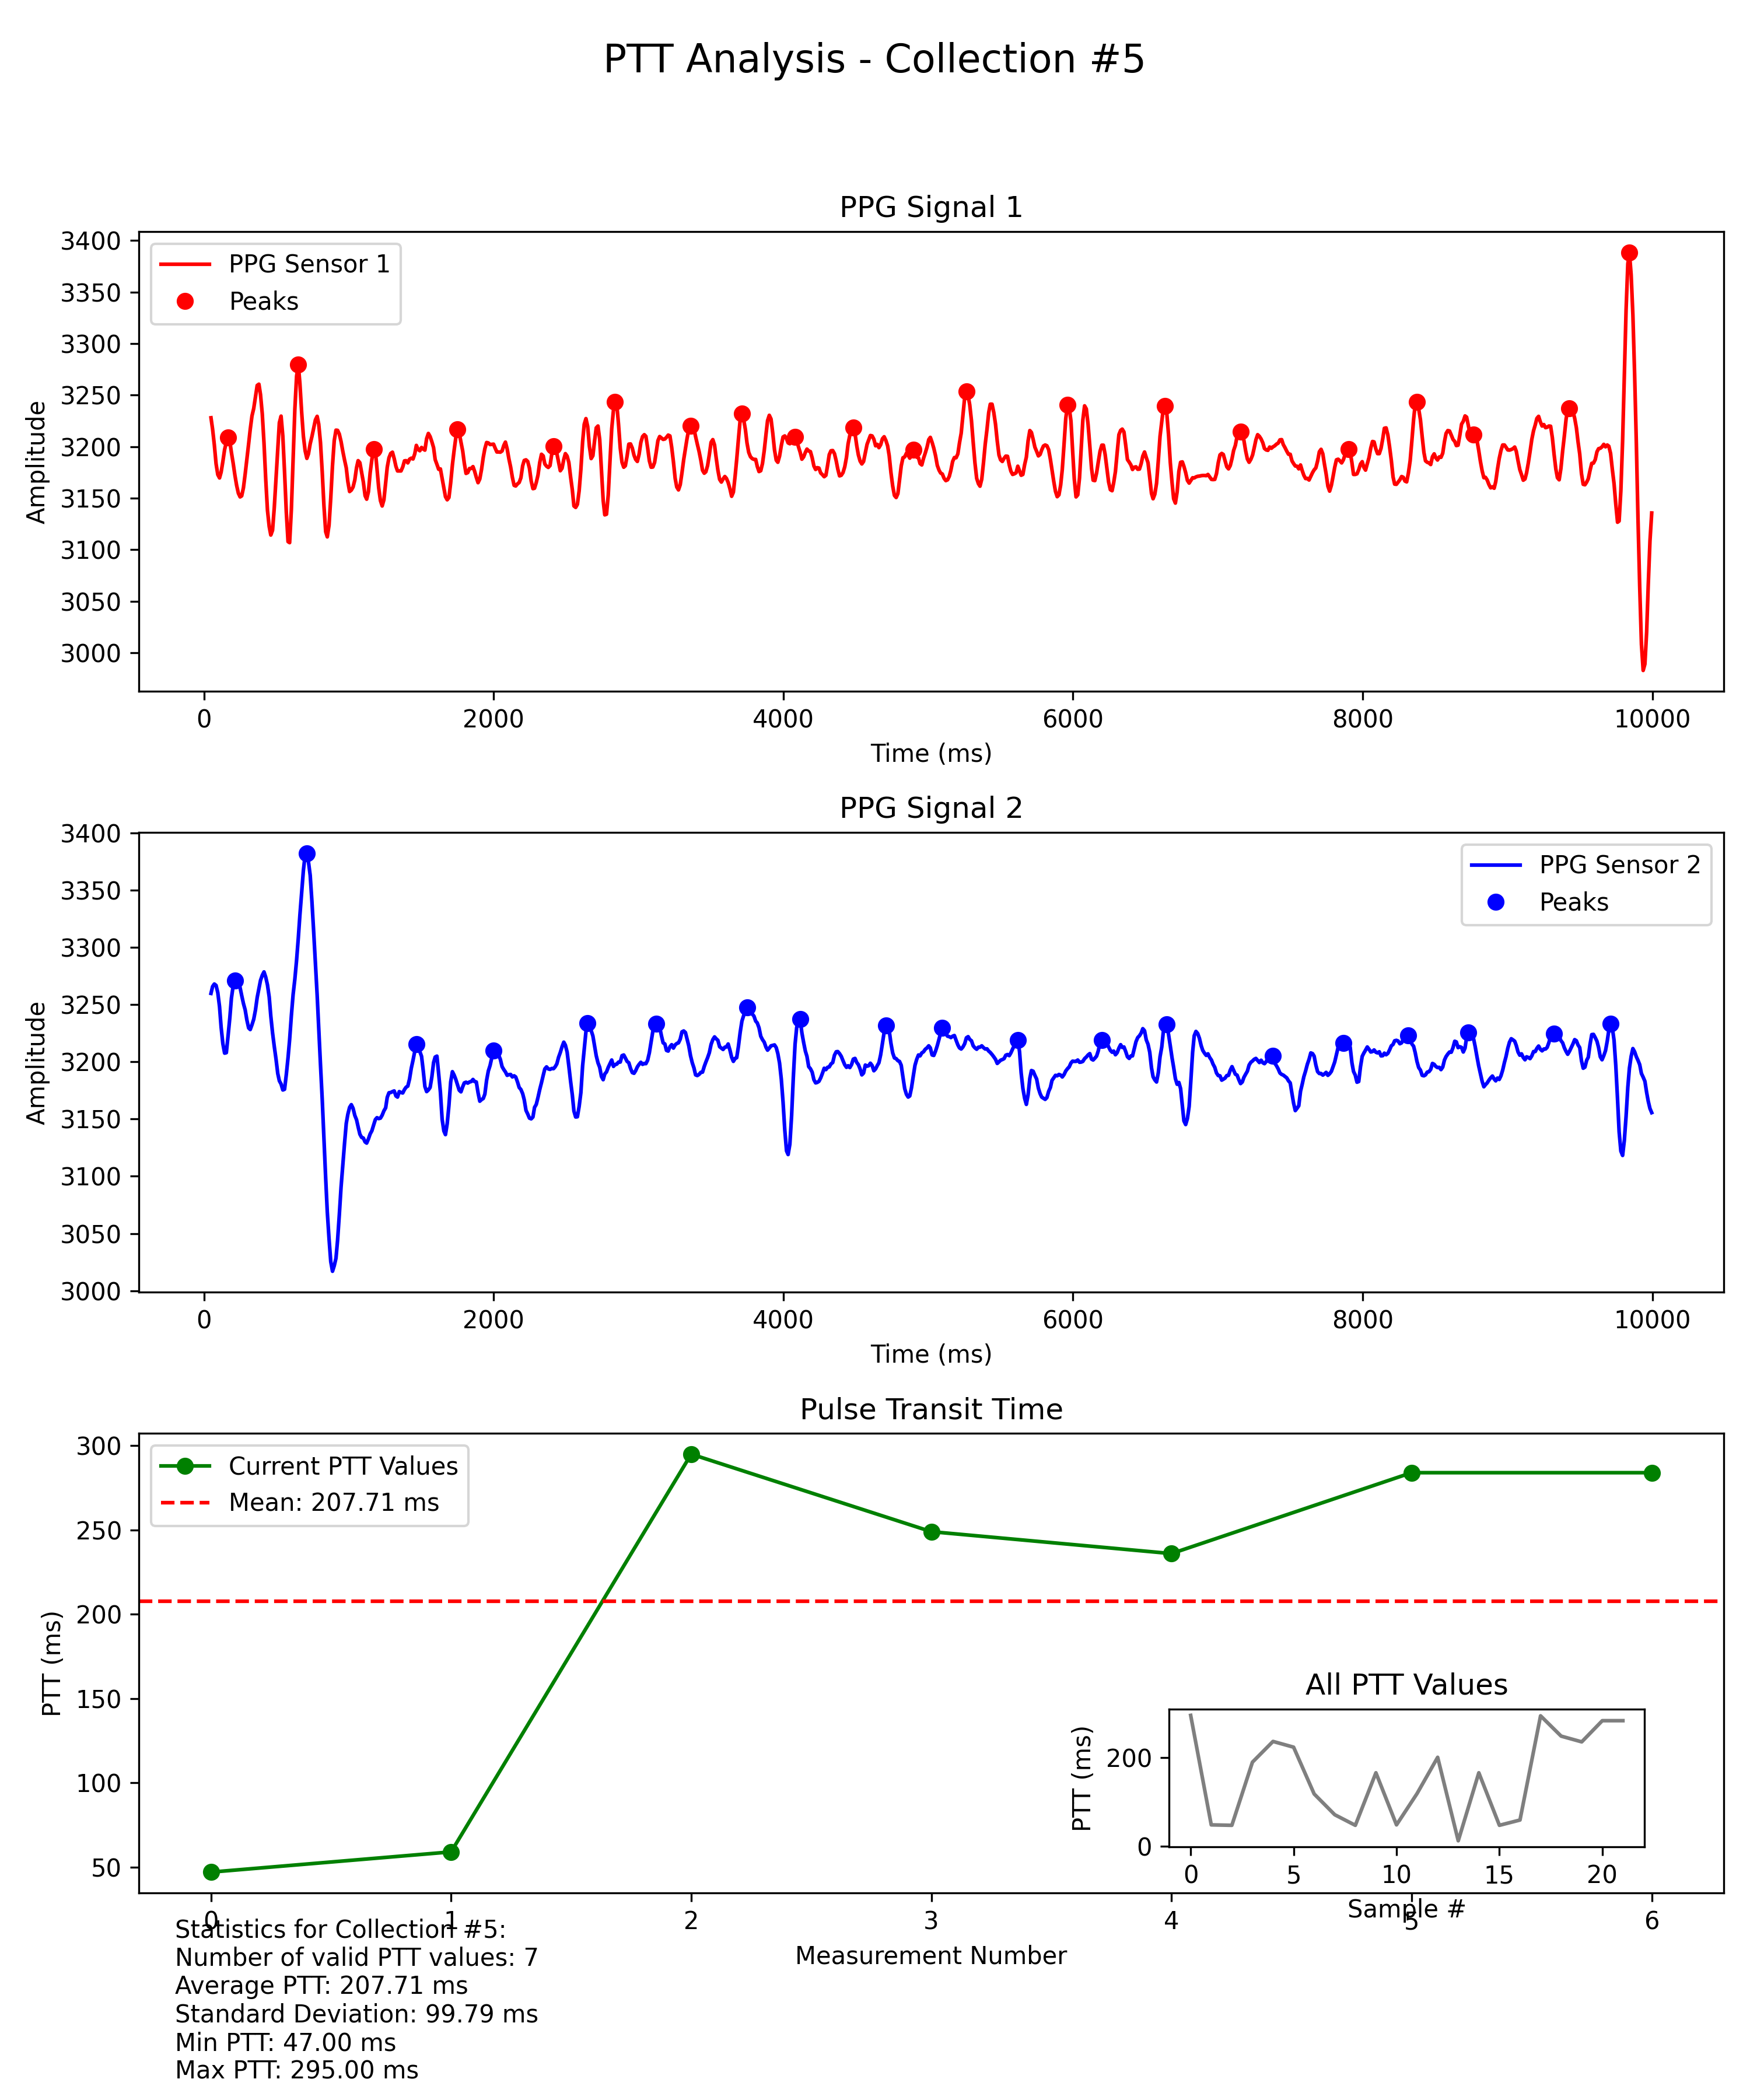 PTT Analysis - Collection #5
PPG Signal 1
3400
3350
3300
3250
3200
3150
3100
3050
3000
Amplitude
PPG Sensor 1
Peaks
0 2000 4000 6000 8000 10000
Time (ms)
PPG Signal 2
3400
3350
3300
3250
3200
3150
3100
3050
3000
Amplitude
PPG Sensor 2
Peaks
0 2000 4000 6000 8000 10000
Time (ms)
Pulse Transit Time
300
250
200
150
100
50
PTT (ms)
Current PTT Values
Mean: 207.71 ms
All PTT Values
PTT (ms)
200
0
0 5 10 15 20
Sample #
0 1 2 3 4 5 6
Measurement Number
Statistics for Collection #5:
Number of valid PTT values: 7
Average PTT: 207.71 ms
Standard Deviation: 99.79 ms
Min PTT: 47.00 ms
Max PTT: 295.00 ms